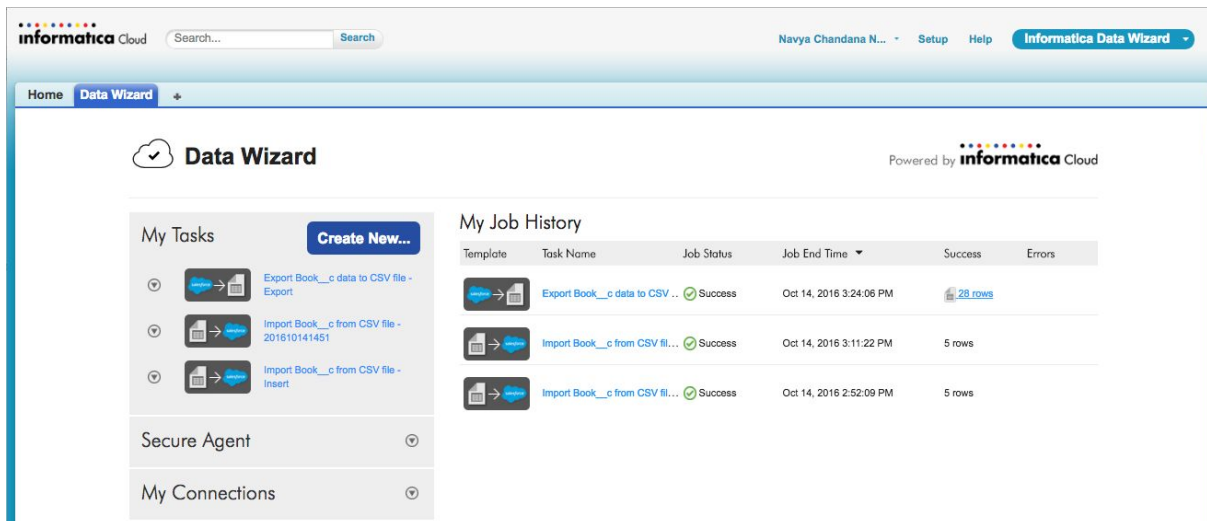 informatica Cloud
Search...
Search
Navya Chandana N...
Setup
Help
Informatica Data Wizard
Home
Data Wizard
+
Data Wizard
Powered by informatica Cloud
My Tasks
Create New...
Export Book__c data to CSV file -
Export
Import Book__c from CSV file -
201610141451
Import Book__c from CSV file -
Insert
Secure Agent
My Connections
My Job History
Template Task Name Job Status Job End Time Success Errors
Export Book__c data to CSV .. Success Oct 14, 2016 3:24:06 PM 28 rows
Import Book__c from CSV fil... Success Oct 14, 2016 3:11:22 PM 5 rows
Import Book__c from CSV fil... Success Oct 14, 2016 2:52:09 PM 5 rows